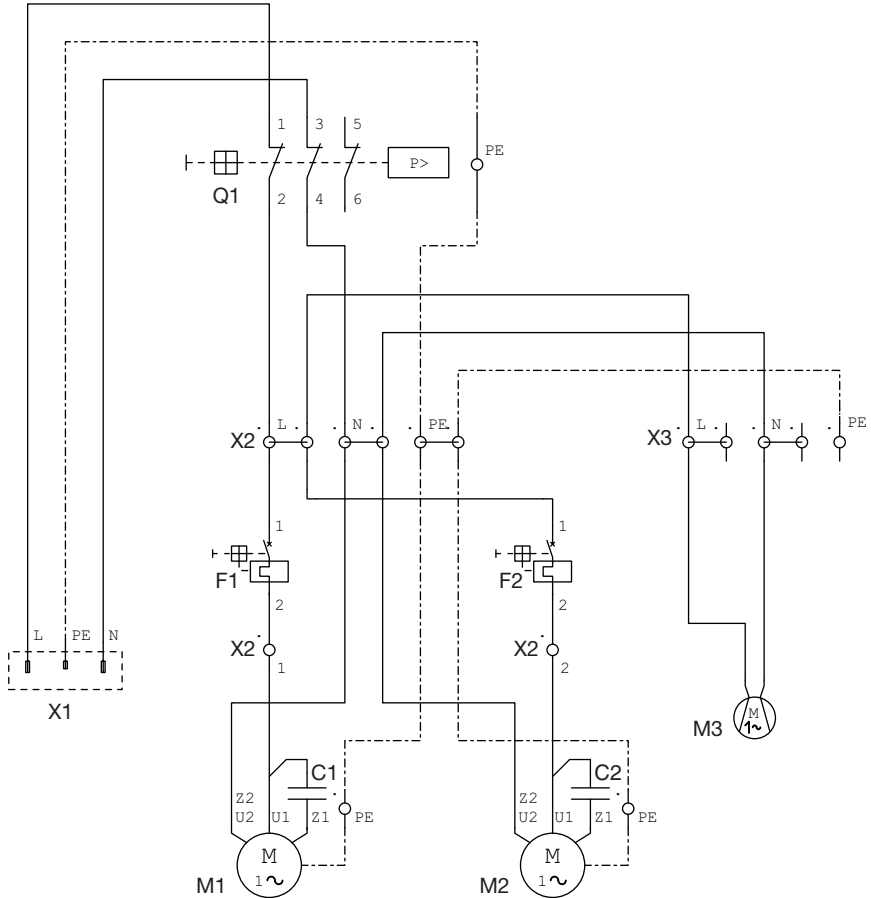 1 3 5
P> PE
Q1 2 4 6
X2 L N PE X3 L N PE
1 1
F1 F2
2 2
L PE N X2 X2
1 2
X1
M3 M 1~
C1 C2
Z2 Z2
U2 U1 Z1 PE U2 U1 Z1 PE
M M
M1 1~ M2 1~